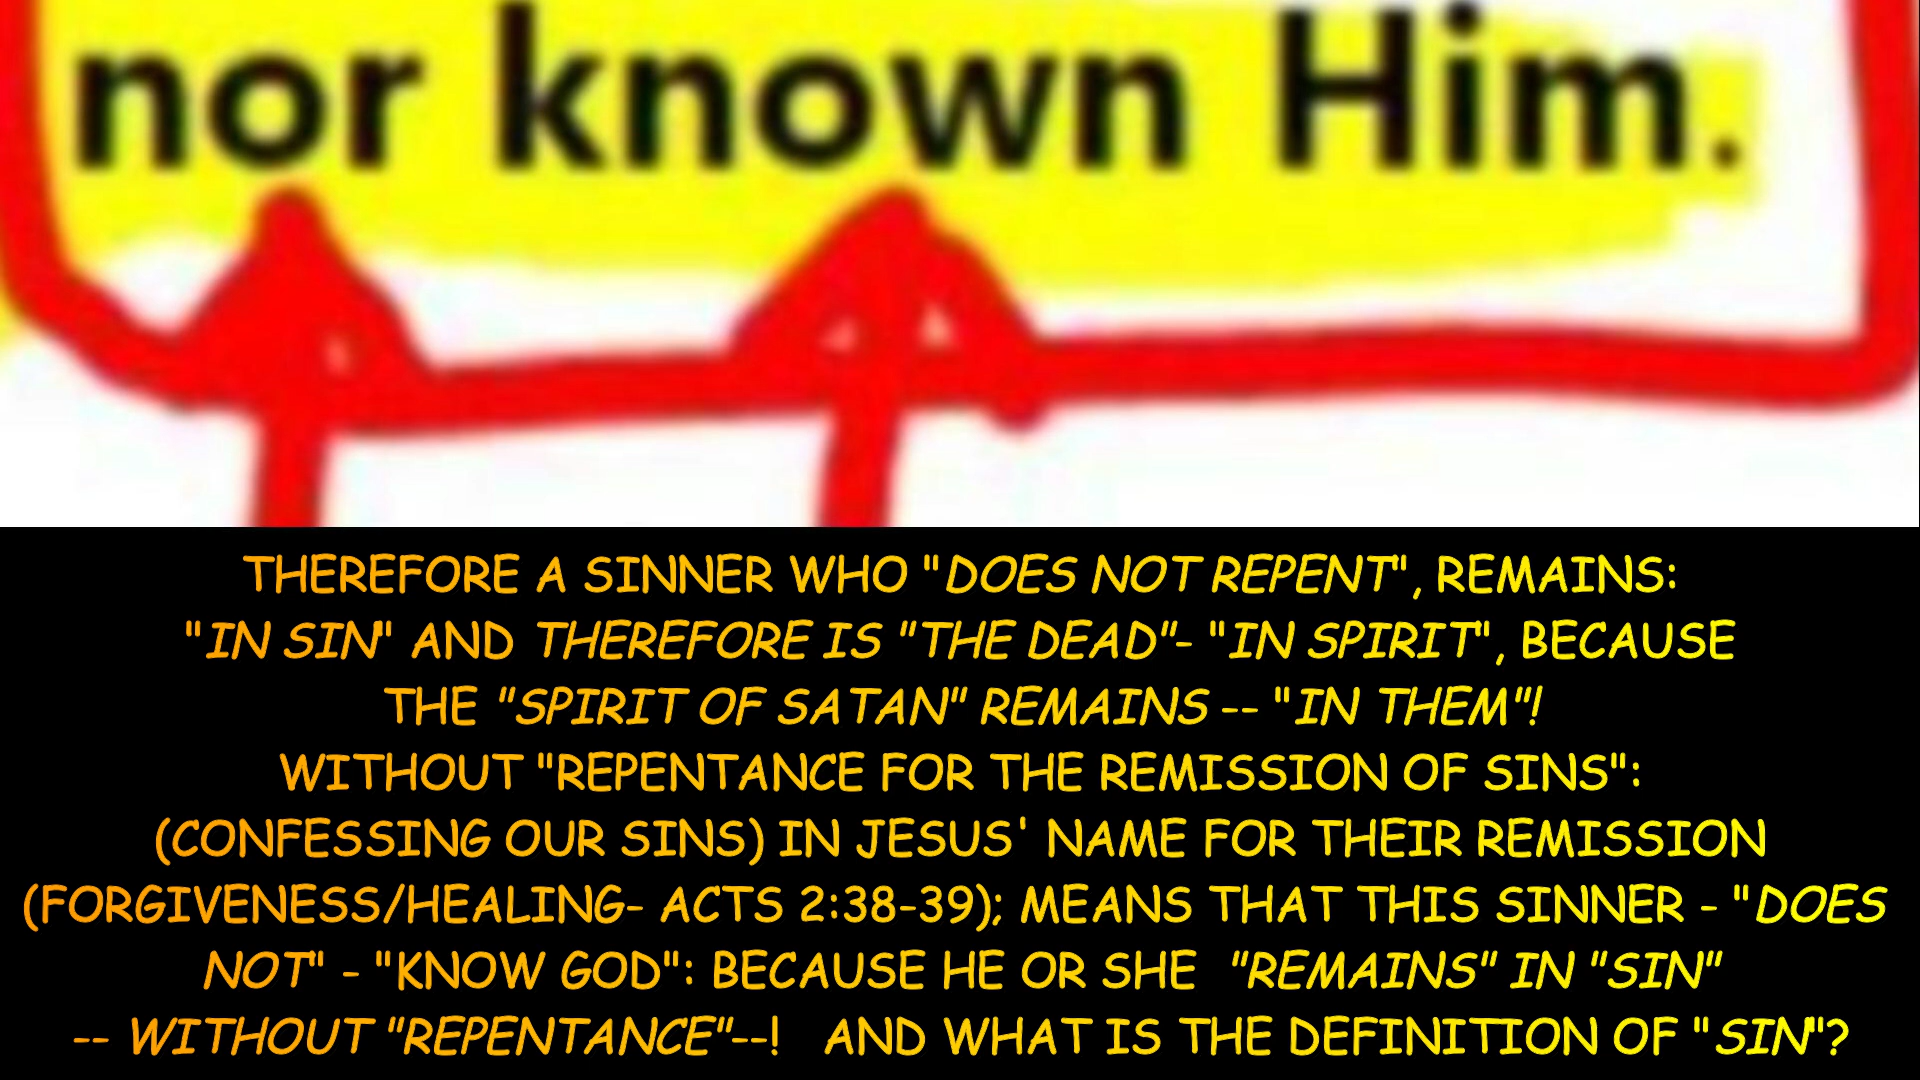 nor known Him.
THEREFORE A SINNER WHO "DOES NOT REPENT", REMAINS:
"IN SIN" AND THEREFORE IS "THE DEAD"- "IN SPIRIT", BECAUSE
THE "SPIRIT OF SATAN" REMAINS -- "IN THEM"!
WITHOUT "REPENTANCE FOR THE REMISSION OF SINS":
(CONFESSING OUR SINS) IN JESUS' NAME FOR THEIR REMISSION
(FORGIVENESS/HEALING- ACTS 2:38-39); MEANS THAT THIS SINNER - "DOES
NOT" - "KNOW GOD": BECAUSE HE OR SHE "REMAINS" IN "SIN"
-- WITHOUT "REPENTANCE"--! AND WHAT IS THE DEFINITION OF "SIN"?